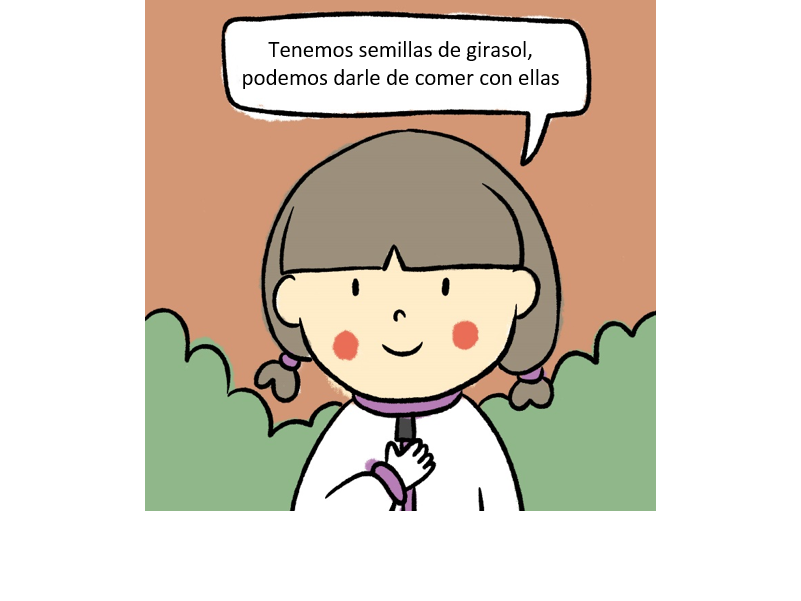 Tenemos semillas de girasol,
podemos darle de comer con ellas